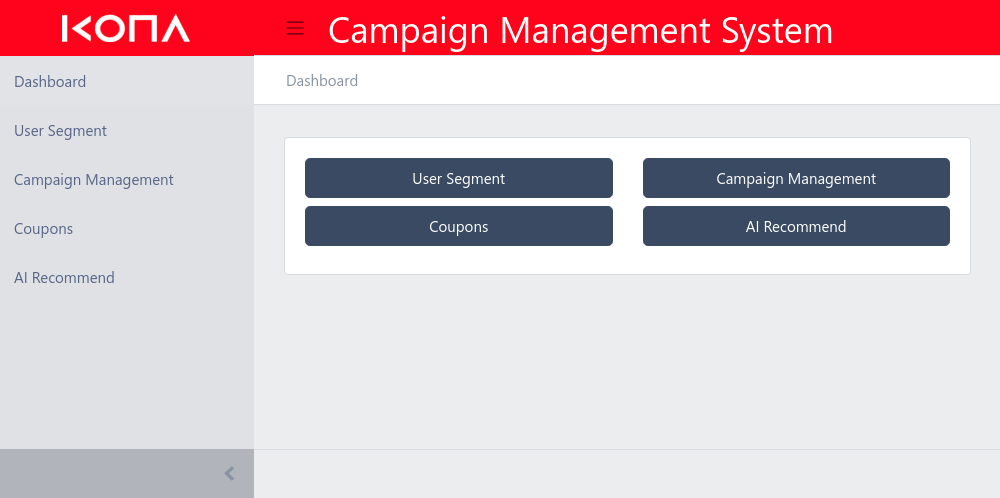 KONA
Campaign Management System
Dashboard
User Segment
Campaign Management
Coupons
AI Recommend
Dashboard
User Segment
Campaign Management
Coupons
AI Recommend